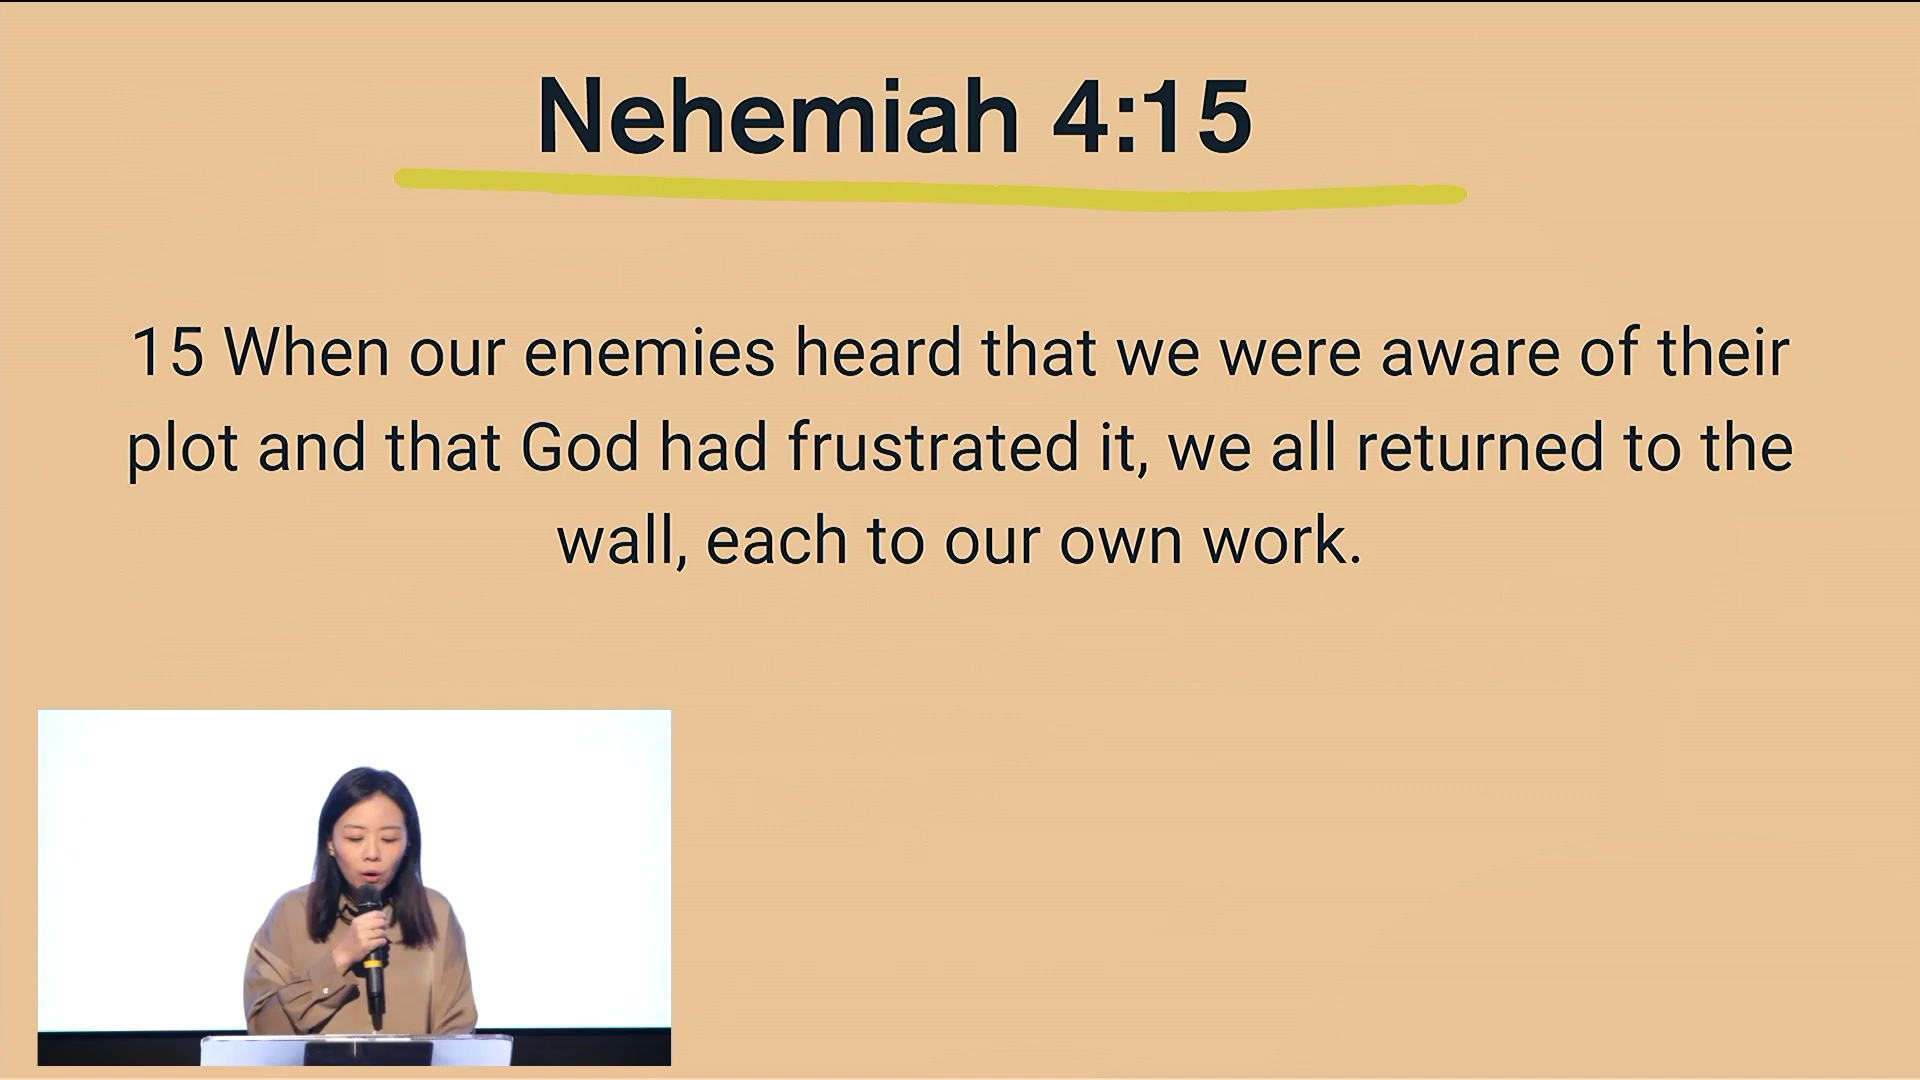 Nehemiah 4:15
15 When our enemies heard that we were aware of their
plot and that God had frustrated it, we all returned to the
wall, each to our own work.